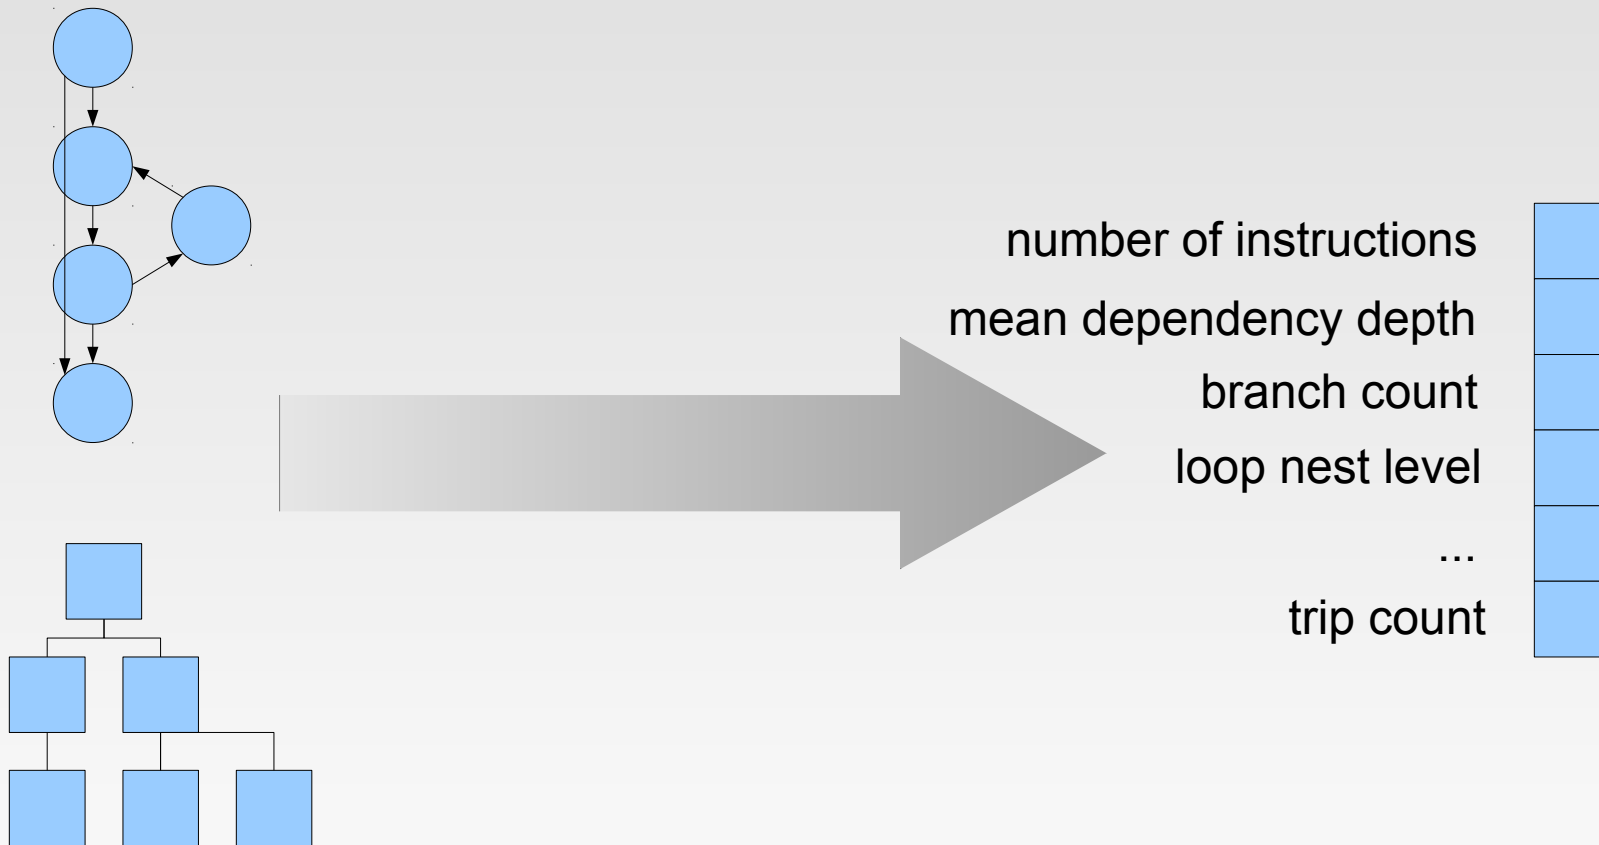 number of instructions
mean dependency depth
branch count
loop nest level
...
trip count